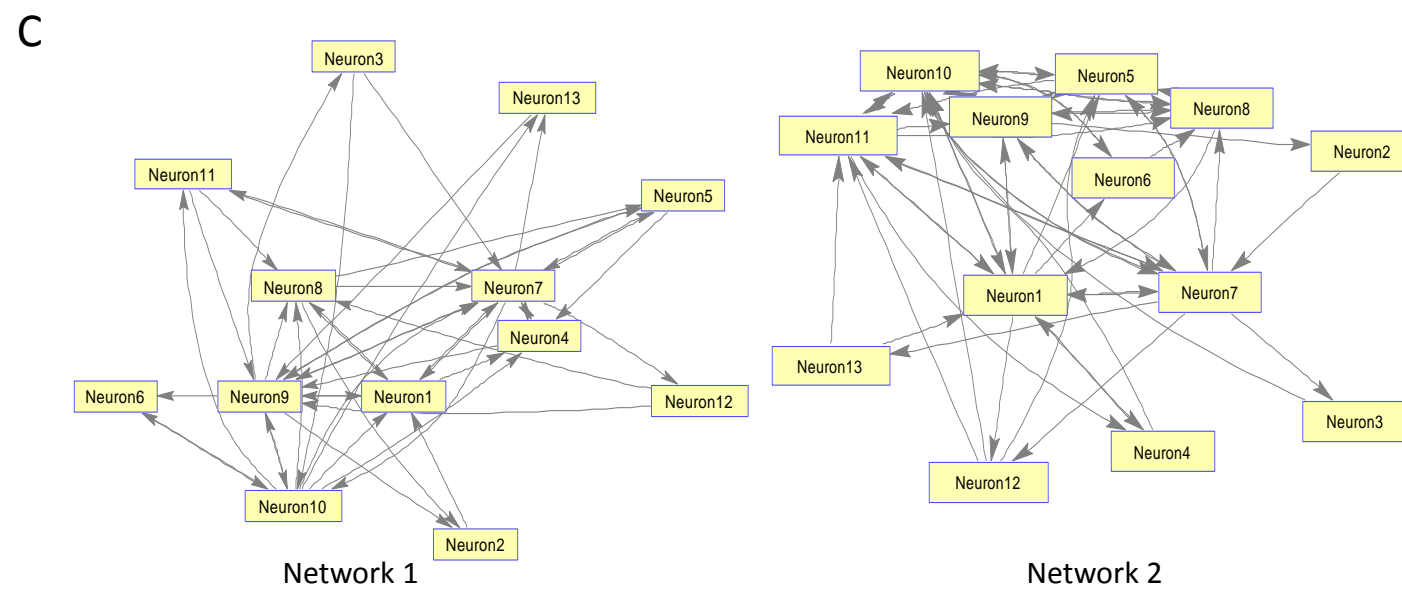 C
Neuron3
Neuron13
Neuron11
Neuron5
Neuron8
Neuron7
Neuron4
Neuron6
Neuron9
Neuron1
Neuron12
Neuron10
Neuron2
Network 1
Neuron10
Neuron5
Neuron8
Neuron9
Neuron11
Neuron2
Neuron6
Neuron1
Neuron7
Neuron13
Neuron3
Neuron4
Neuron12
Network 2